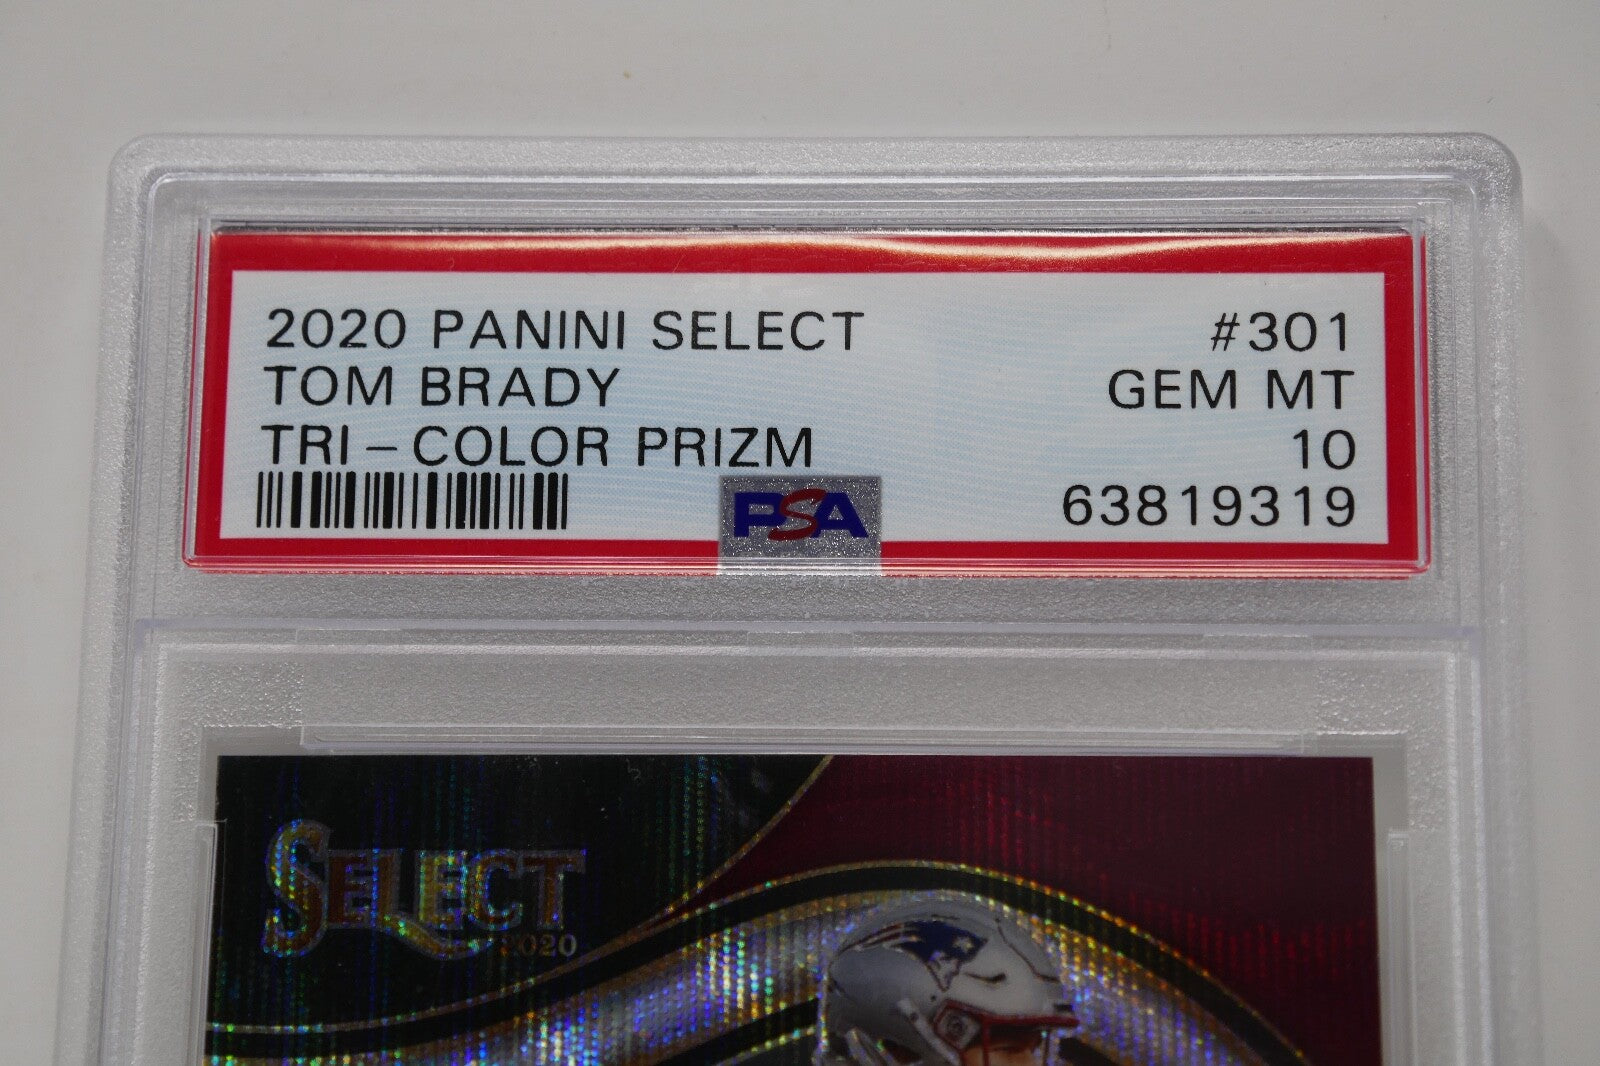 2020 PANINI SELECT #301
TOM BRADY GEM MT
TRI-COLOR PRIZM 10
PSA 63819319
SELECT
2020